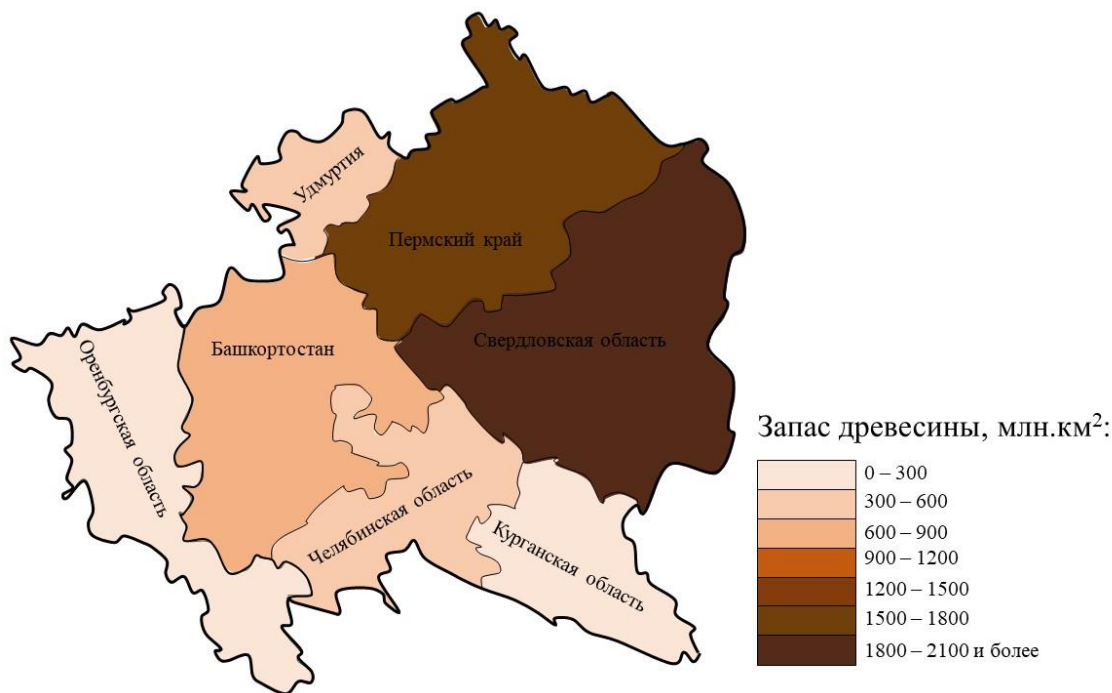 Удмуртия
Пермский край
Башкортостан
Свердловская область
Оренбургская область
Челябинская область
Курганская область
Запас древесины, млн.км²:
0 – 300
300 – 600
600 – 900
900 – 1200
1200 – 1500
1500 – 1800
1800 – 2100 и более